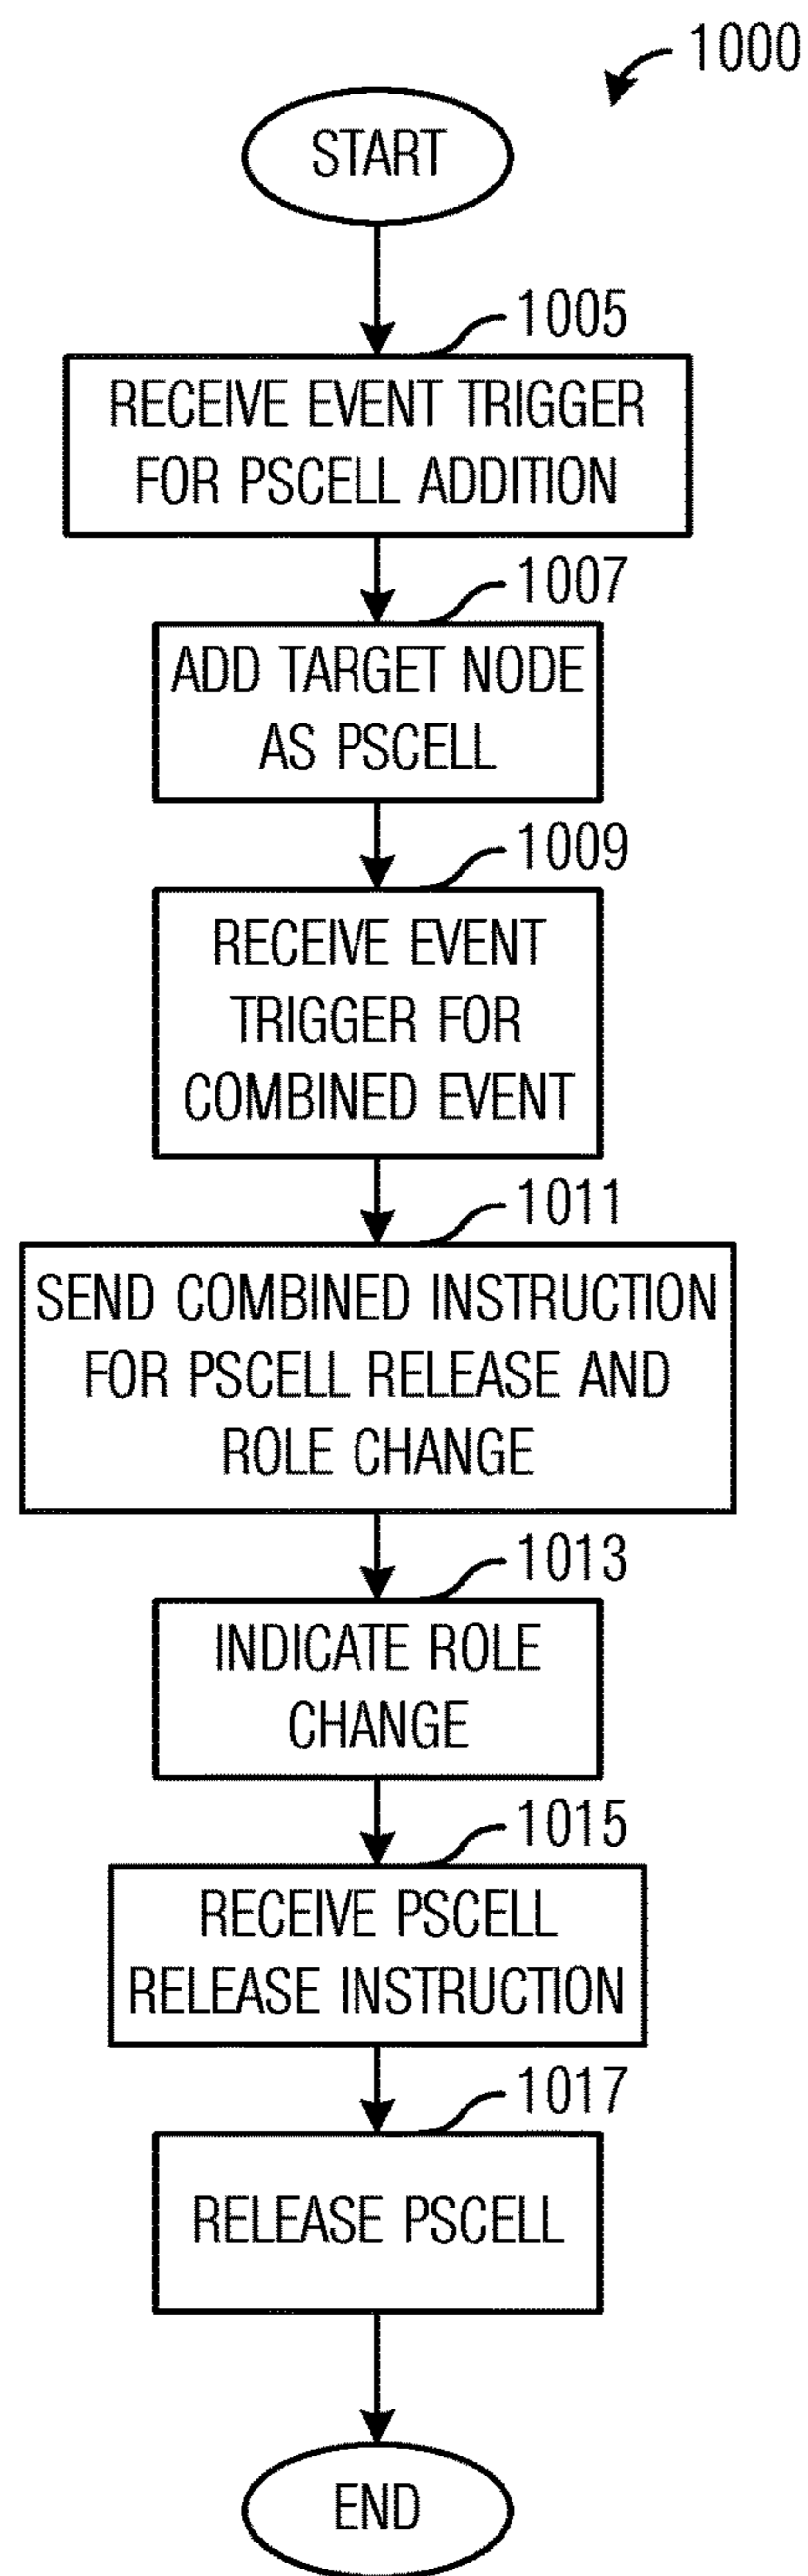 1000
START
1005
RECEIVE EVENT TRIGGER
FOR PSCELL ADDITION
1007
ADD TARGET NODE
AS PSCELL
1009
RECEIVE EVENT
TRIGGER FOR
COMBINED EVENT
1011
SEND COMBINED INSTRUCTION
FOR PSCELL RELEASE AND
ROLE CHANGE
1013
INDICATE ROLE
CHANGE
1015
RECEIVE PSCELL
RELEASE INSTRUCTION
1017
RELEASE PSCELL
END